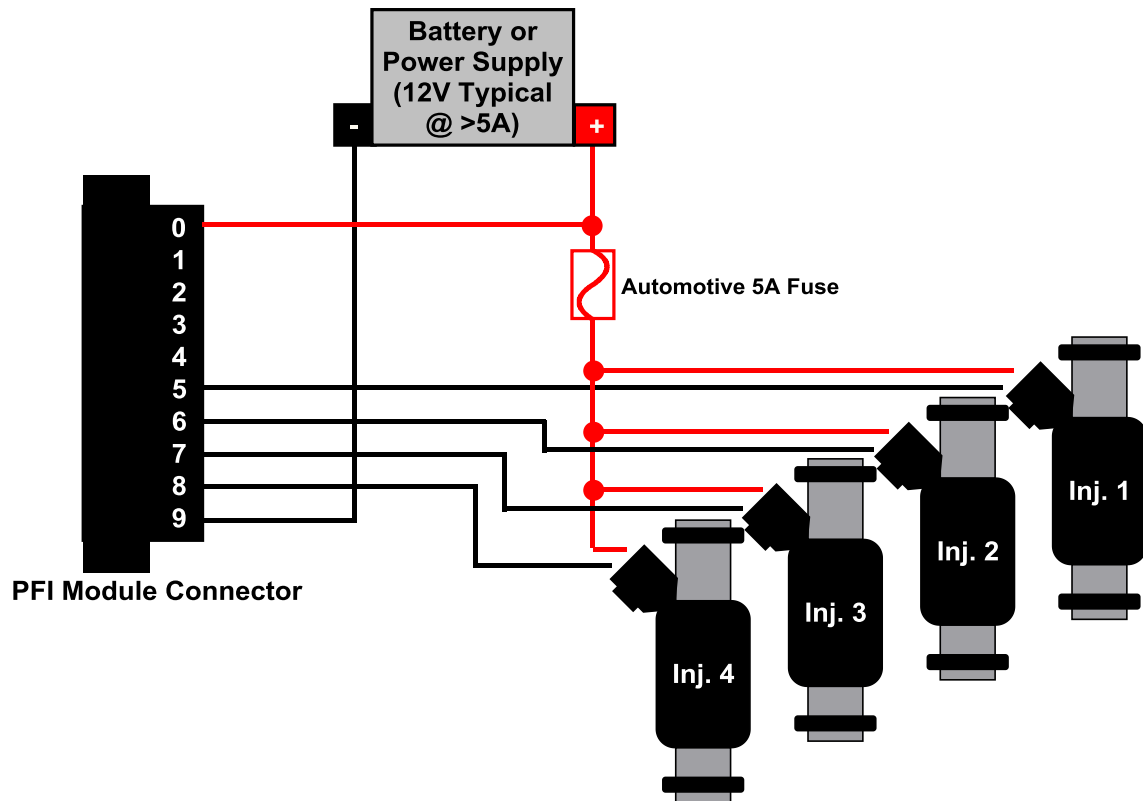 Battery or
Power Supply
(12V Typical
@ >5A)
-
+
0
1
2
3
4
5
6
7
8
9
Automotive 5A Fuse
Inj. 1
Inj. 2
Inj. 3
Inj. 4
PFI Module Connector